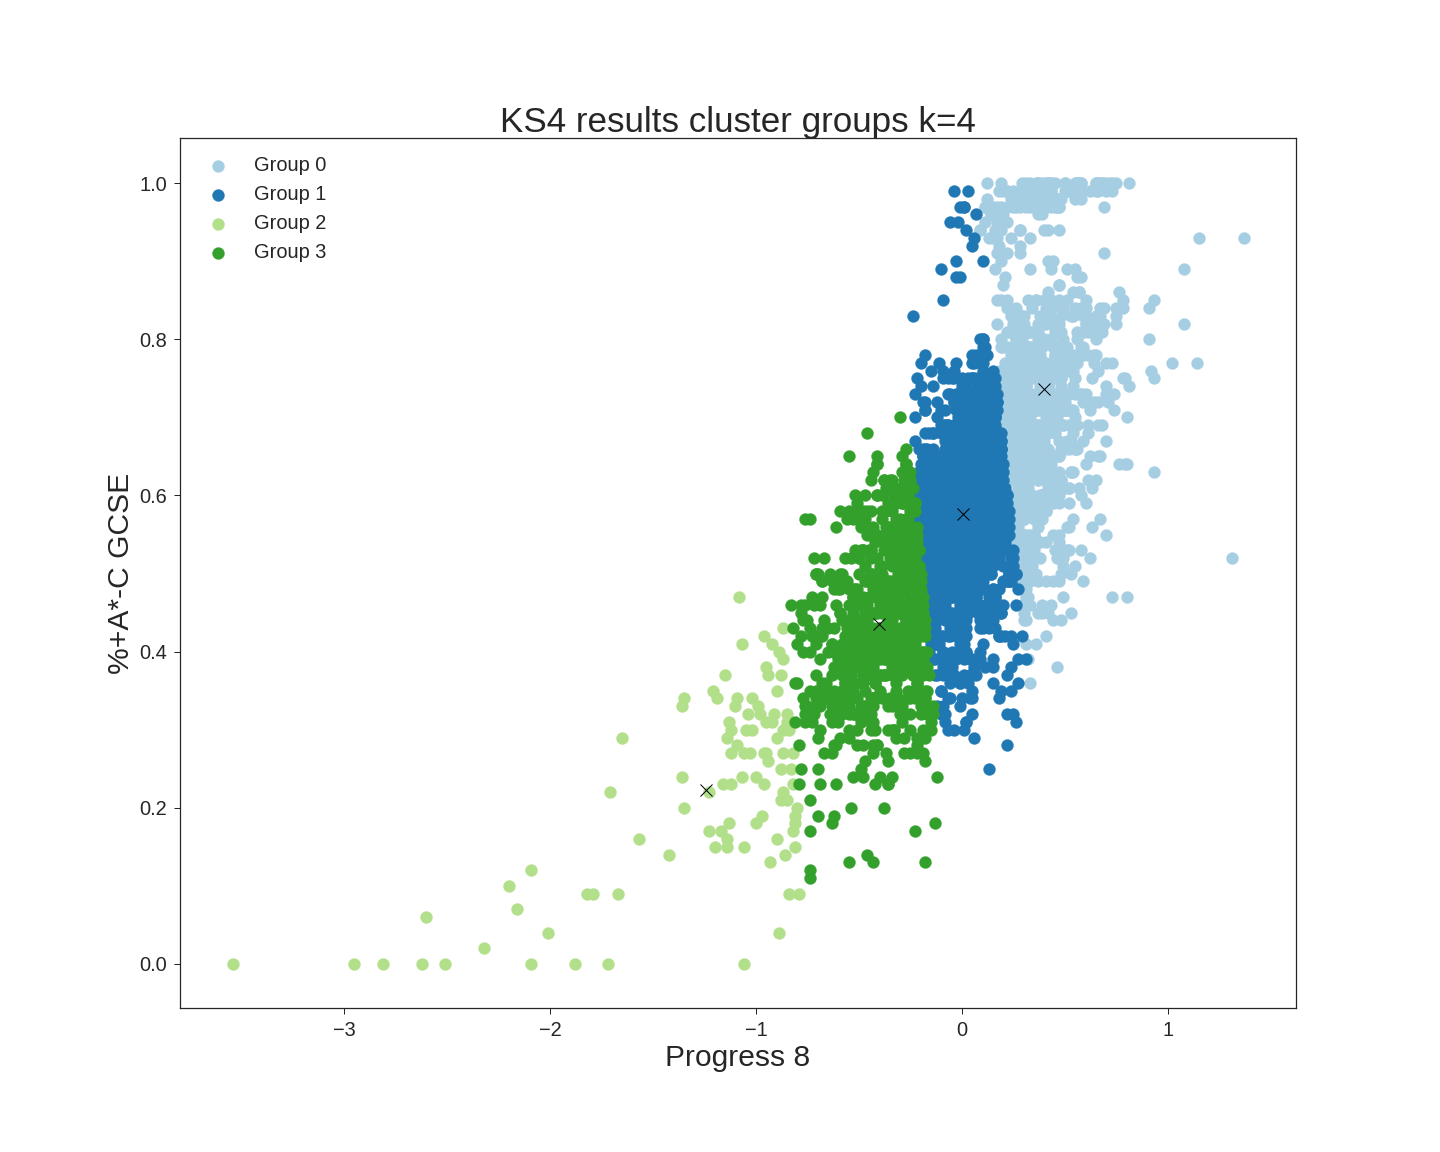 KS4 results cluster groups k=4
Group 0
Group 1
Group 2
Group 3
1.0
0.8
0.6
0.4
0.2
0.0
%+A*-C GCSE
−3
−2
−1
0
1
Progress 8